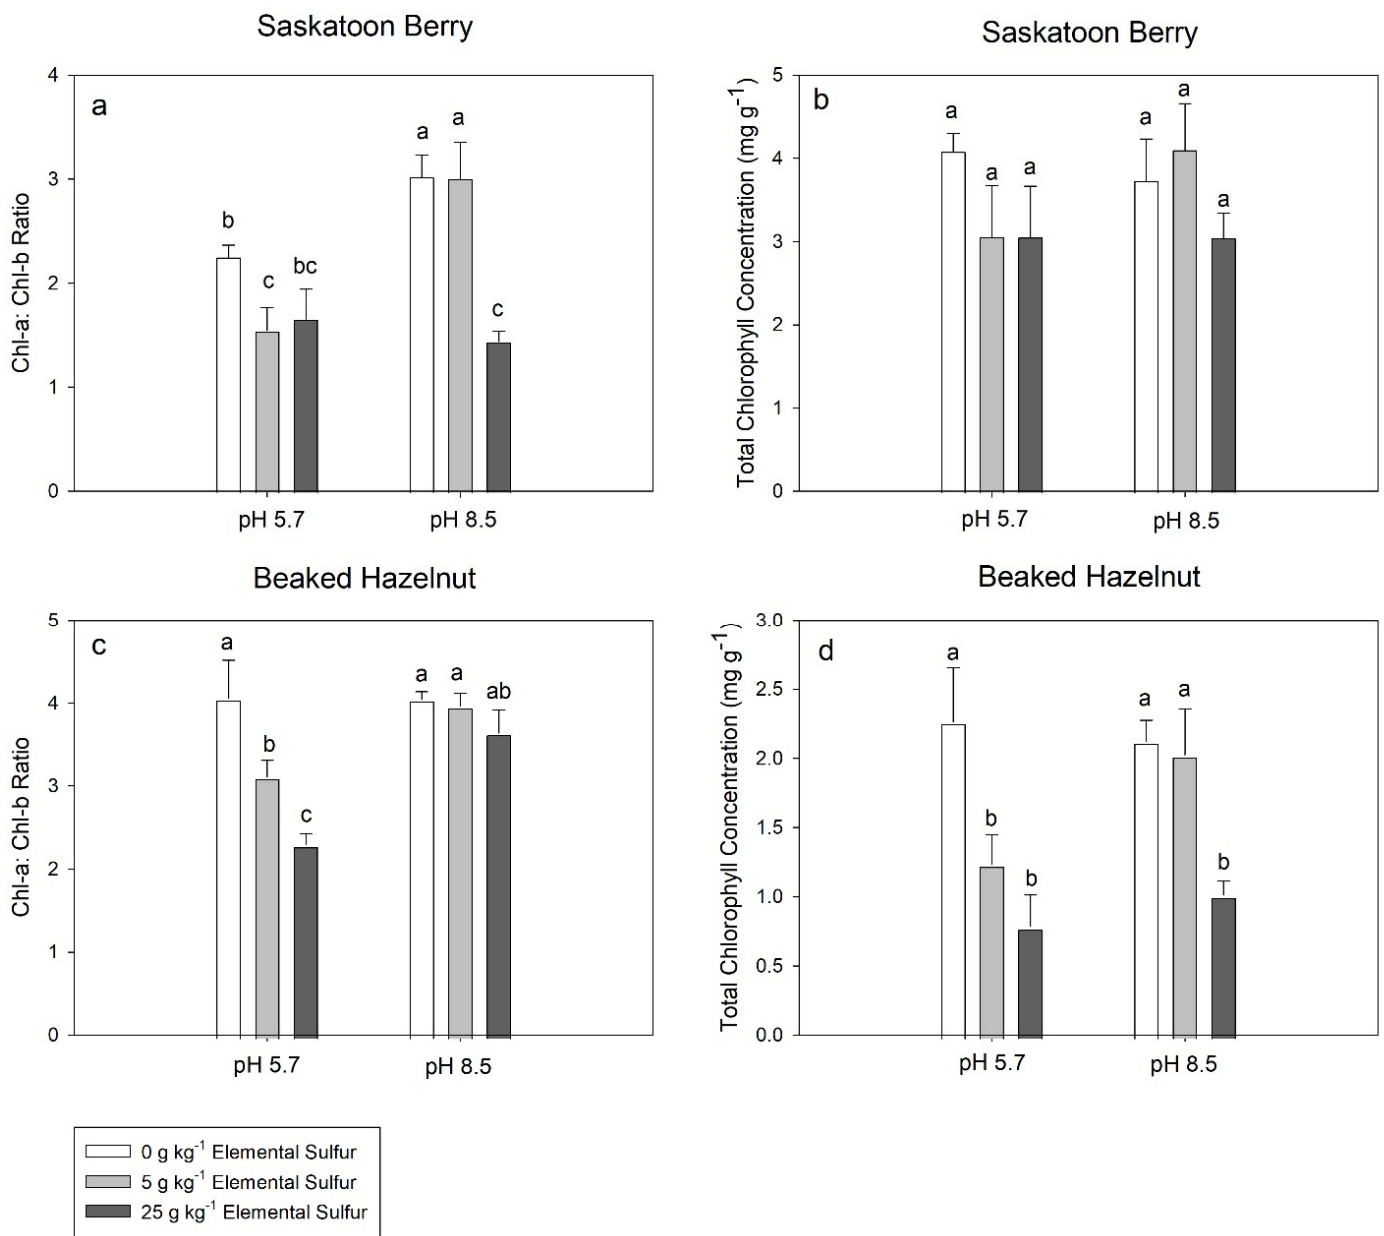 Saskatoon Berry
a
Chl-a: Chl-b Ratio
4
3
2
1
0
b
c
bc
a
a
c
pH 5.7
pH 8.5
Saskatoon Berry
b
Total Chlorophyll Concentration (mg g⁻¹)
5
4
3
2
1
0
a
a
a
a
a
a
pH 5.7
pH 8.5
Beaked Hazelnut
c
Chl-a: Chl-b Ratio
5
4
3
2
1
0
a
b
c
a
a
ab
pH 5.7
pH 8.5
Beaked Hazelnut
d
Total Chlorophyll Concentration (mg g⁻¹)
3.0
2.5
2.0
1.5
1.0
0.5
0.0
a
b
b
a
a
b
pH 5.7
pH 8.5
0 g kg⁻¹ Elemental Sulfur
5 g kg⁻¹ Elemental Sulfur
25 g kg⁻¹ Elemental Sulfur